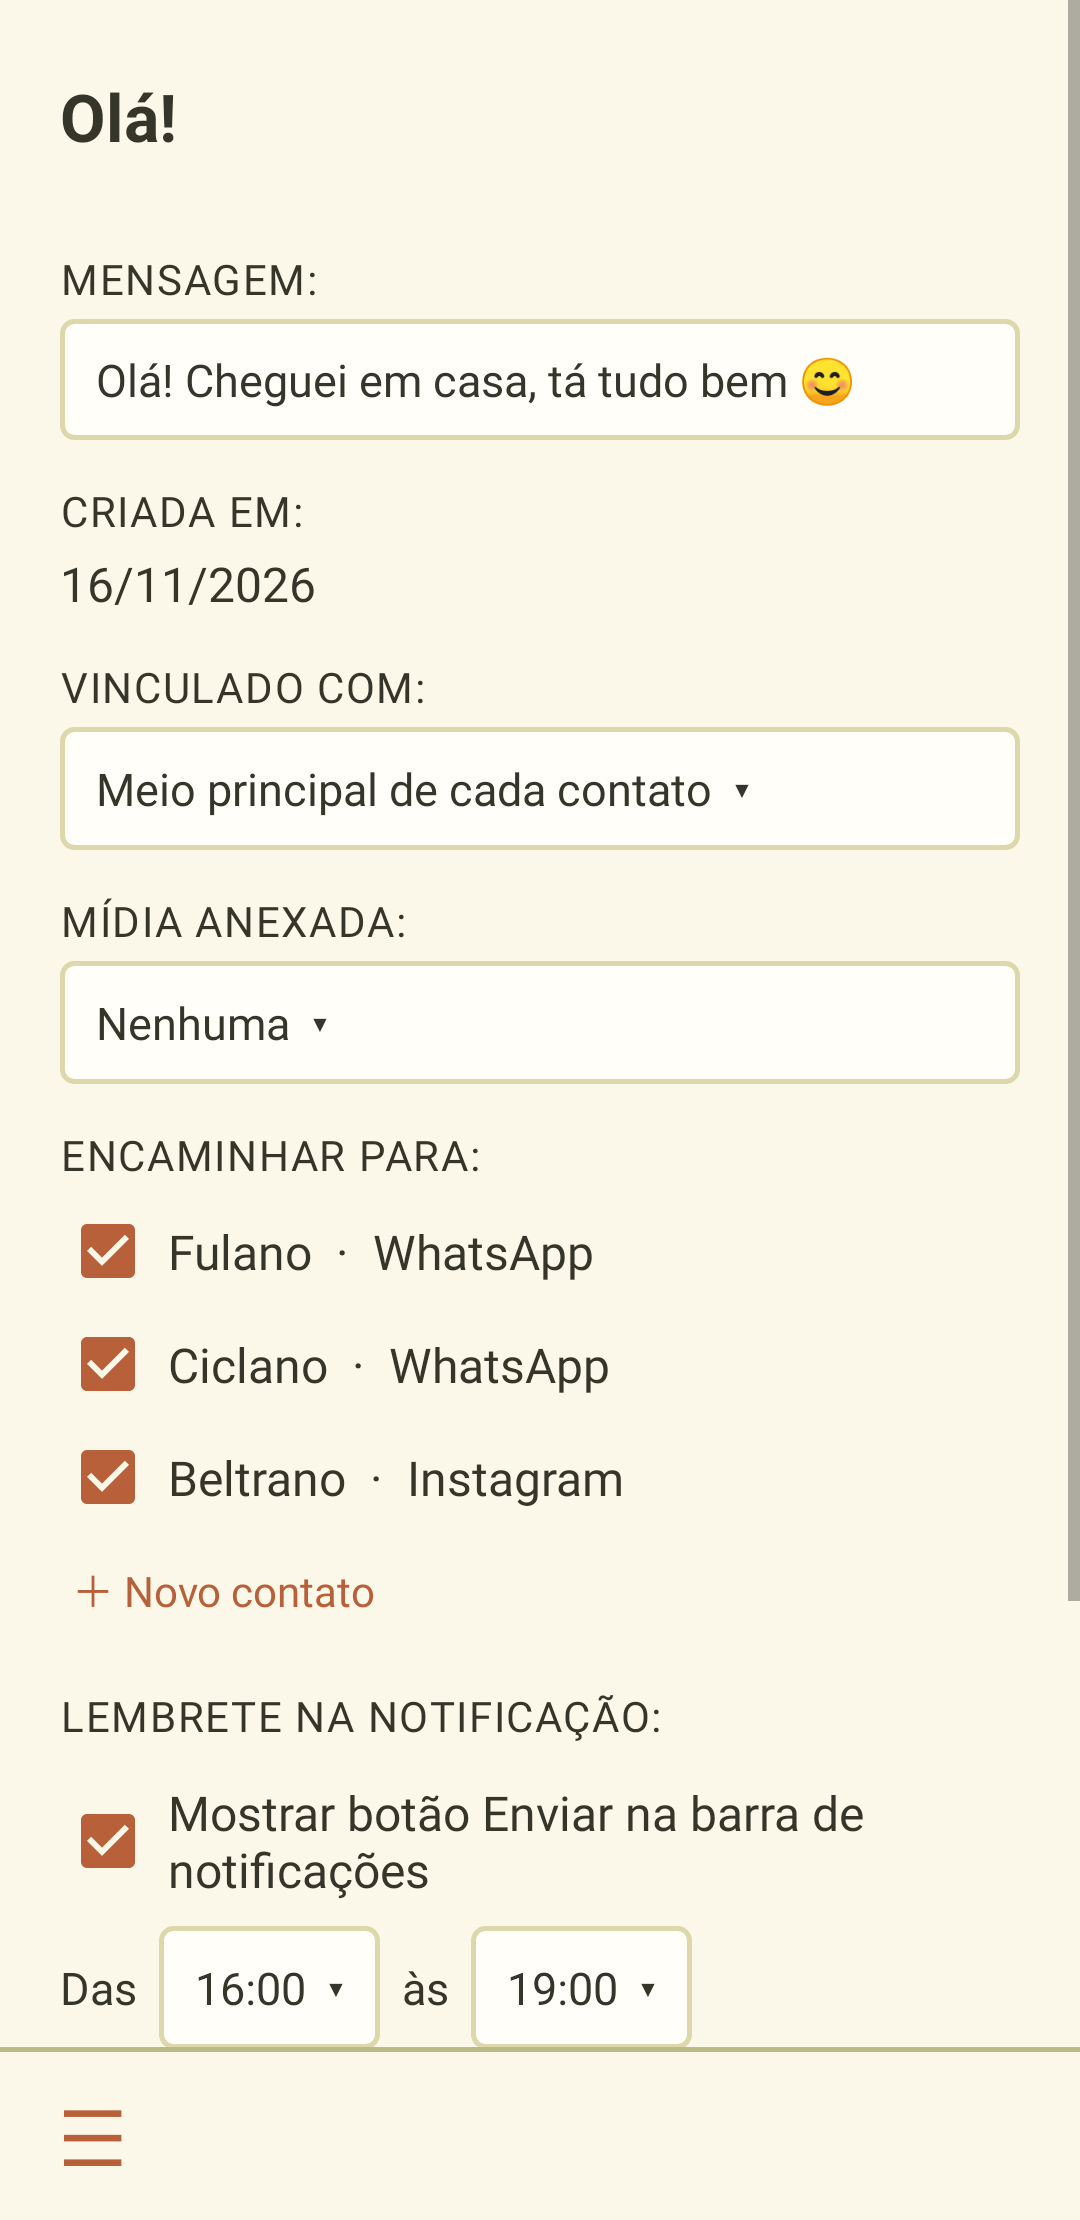 Olá!
MENSAGEM:
Olá! Cheguei em casa, tá tudo bem 😊
CRIADA EM:
16/11/2026
VINCULADO COM:
Meio principal de cada contato ▾
MÍDIA ANEXADA:
Nenhuma ▾
ENCAMINHAR PARA:
Fulano · WhatsApp
Ciclano · WhatsApp
Beltrano · Instagram
+ Novo contato
LEMBRETE NA NOTIFICAÇÃO:
Mostrar botão Enviar na barra de
notificações
Das 16:00 ▾ às 19:00 ▾